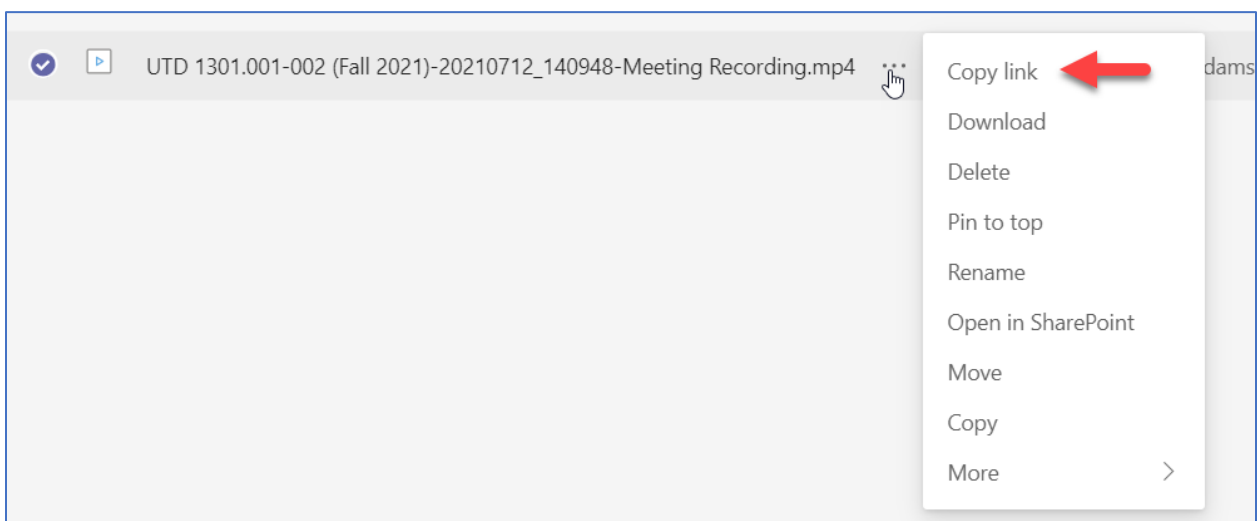 UTD 1301.001-002 (Fall 2021)-20210712_140948-Meeting Recording.mp4 ...
Copy link
dams
Download
Delete
Pin to top
Rename
Open in SharePoint
Move
Copy
More